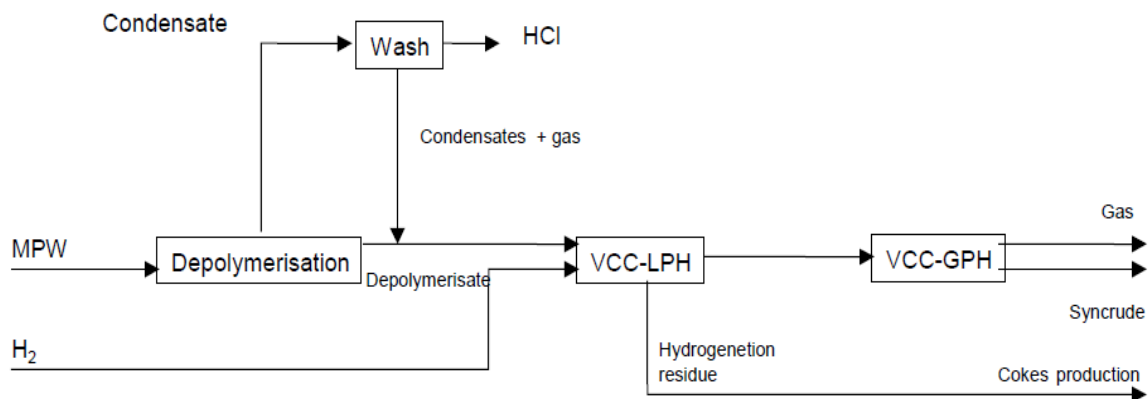 Condensate
Wash
HCl
Condensates + gas
MPW
Depolymerisation
Depolymerisate
VCC-LPH
VCC-GPH
Gas
Syncrude
H₂
Hydrogenetion
residue
Cokes production